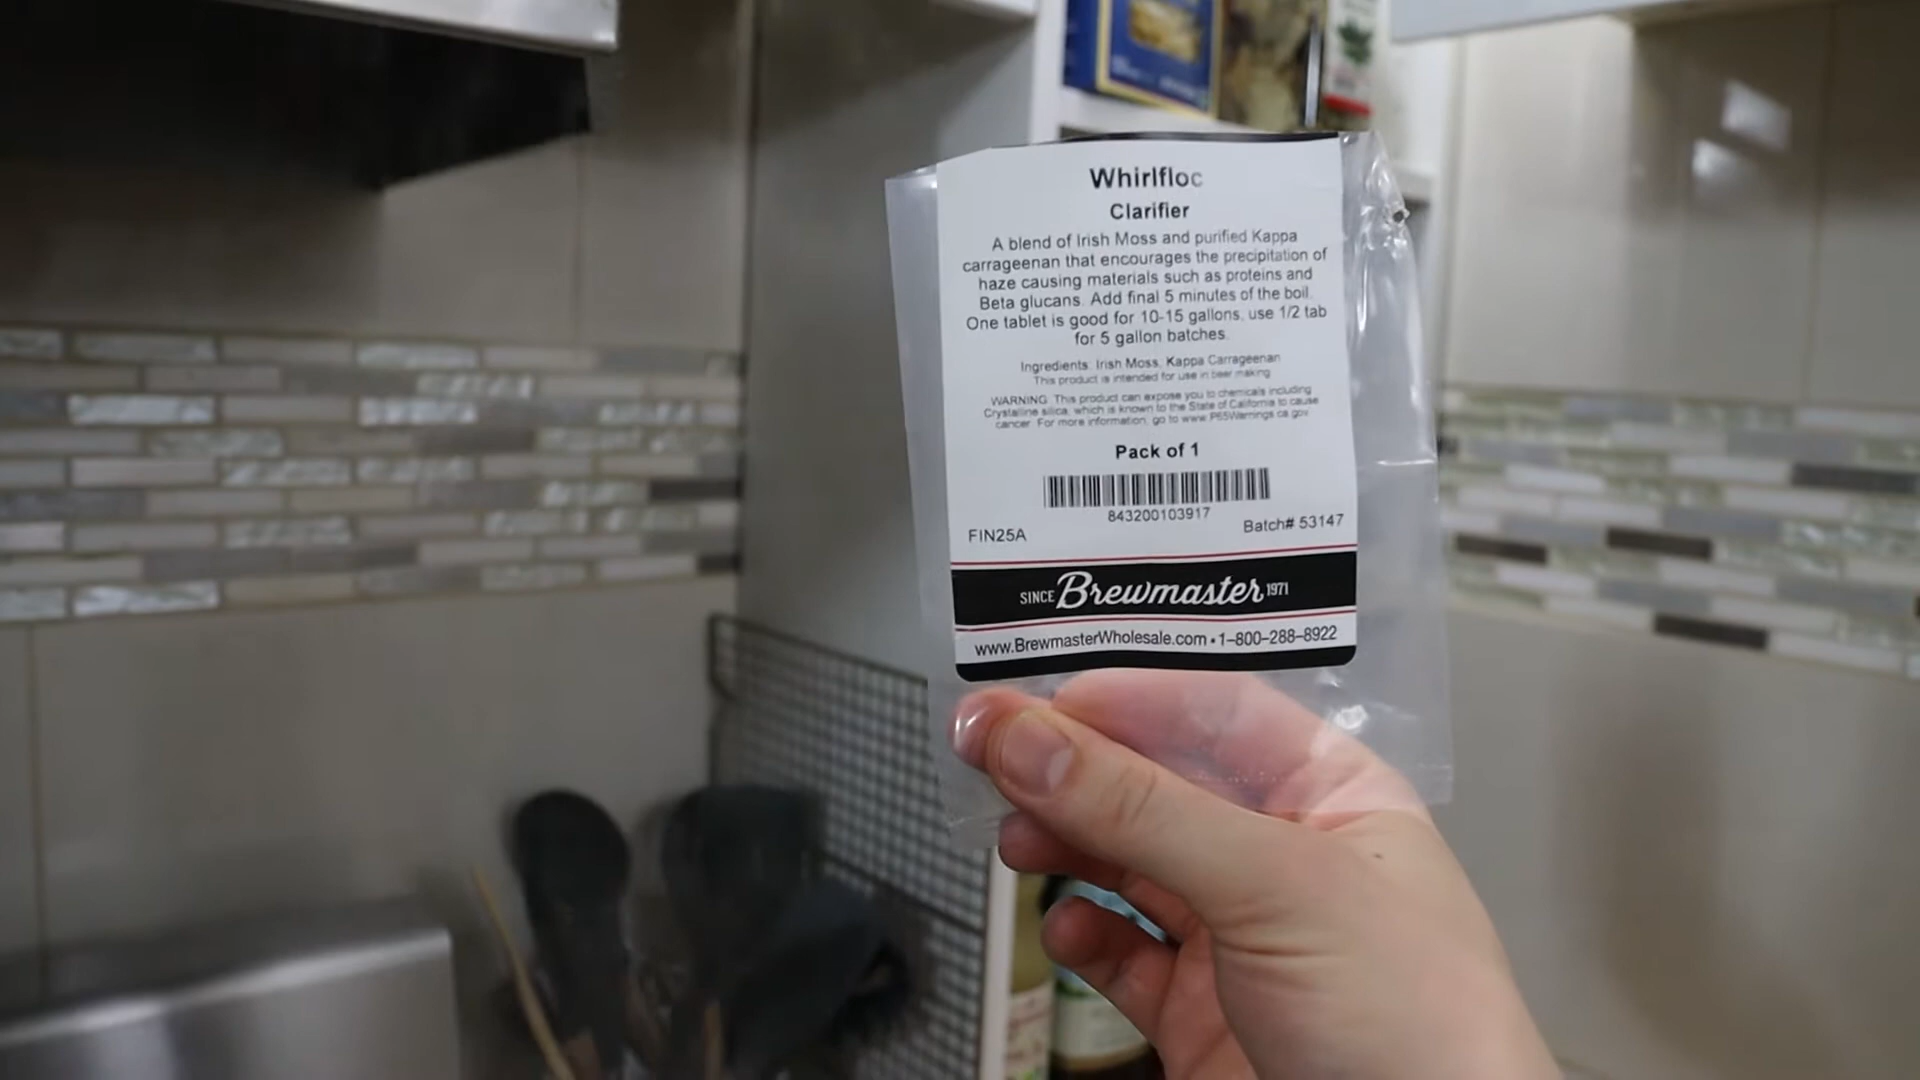 Whirlfloc
Clarifier
A blend of Irish Moss and purified Kappa
carrageenan that encourages the precipitation of
haze causing materials such as proteins and
Beta glucans. Add final 5 minutes of the boil.
One tablet is good for 10-15 gallons, use 1/2 tab
for 5 gallon batches.
Ingredients: Irish Moss, Kappa Carrageenan
This product is intended for use in beer making
WARNING: This product can expose you to chemicals including
Crystalline silica, which is known to the State of California to cause
cancer. For more information, go to www.P65Warnings.ca.gov
Pack of 1
843200103917
FIN25A Batch# 53147
SINCE Brewmaster 1971
www.BrewmasterWholesale.com • 1-800-288-8922